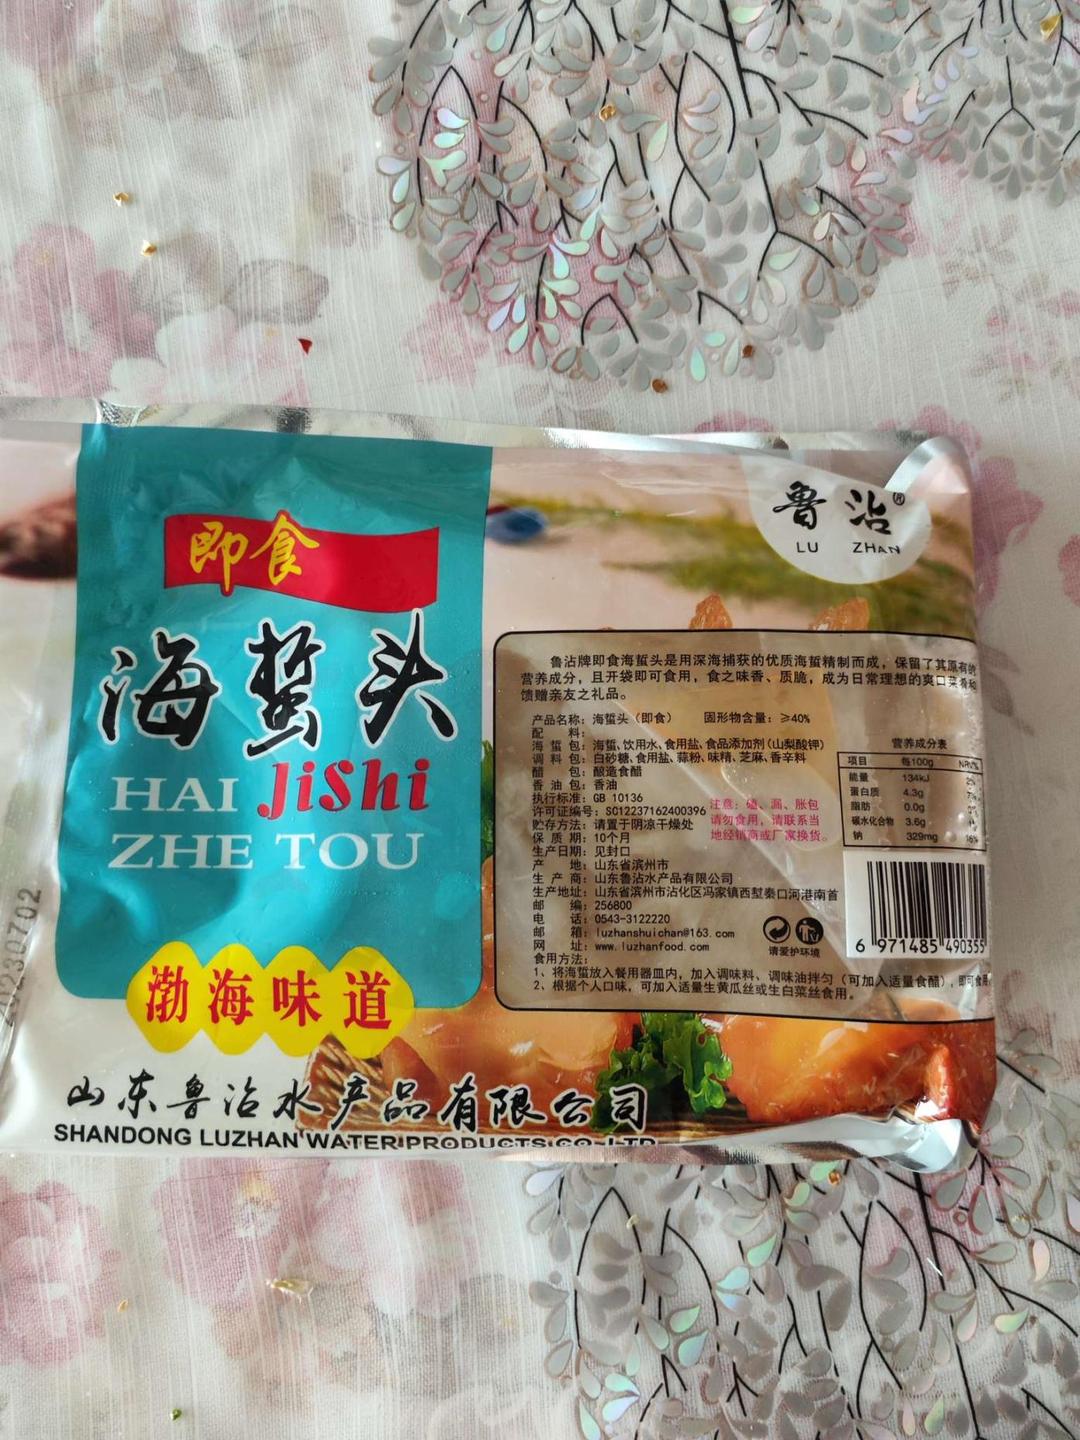 鲁沾®
LU ZHAN
即食
海蜇头
HAI JiShi
ZHE TOU
渤海味道
20230702
山东鲁沾水产品有限公司
SHANDONG LUZHAN WATER PRODUCTS CO.,LTD
鲁沾牌即食海蜇头是用深海捕获的优质海蜇精制而成，保留了其原有的
营养成分，且开袋即可食用，食之味香、质脆，成为日常理想的爽口菜肴和
馈赠亲友之礼品。
产品名称：海蜇头（即食） 固形物含量：≥40%
配 料：
海 蜇 包：海蜇、饮用水、食用盐、食品添加剂（山梨酸钾）
调 料 包：白砂糖、食用盐、蒜粉、味精、芝麻、香辛料
醋 包：酿造食醋
香 油 包：香油
执行标准：GB 10136
许可证编号：SC12237162400396
贮存方法：请置于阴凉干燥处
保 质 期：10个月
生产日期：见封口
产 地：山东省滨州市
生 产 商：山东鲁沾水产品有限公司
生产地址：山东省滨州市沾化区冯家镇西堼秦口河港南首
邮 编：256800
电 话：0543-3122220
邮 箱：luzhanshuichan@163.com
网 址：www.luzhanfood.com
食用方法：
1、将海蜇放入餐用器皿内，加入调味料、调味油拌匀（可加入适量食醋），即可食用
2、根据个人口味，可加入适量生黄瓜丝或生白菜丝食用。
注意：磕、漏、胀包
请勿食用，请联系当
地经销商或厂家换货。
营养成分表
项目 每100g NRV%
能量 134kJ 2%
蛋白质 4.3g 7%
脂肪 0.0g
碳水化合物 3.6g
钠 329mg 16%
请爱护环境
6 971485 490355